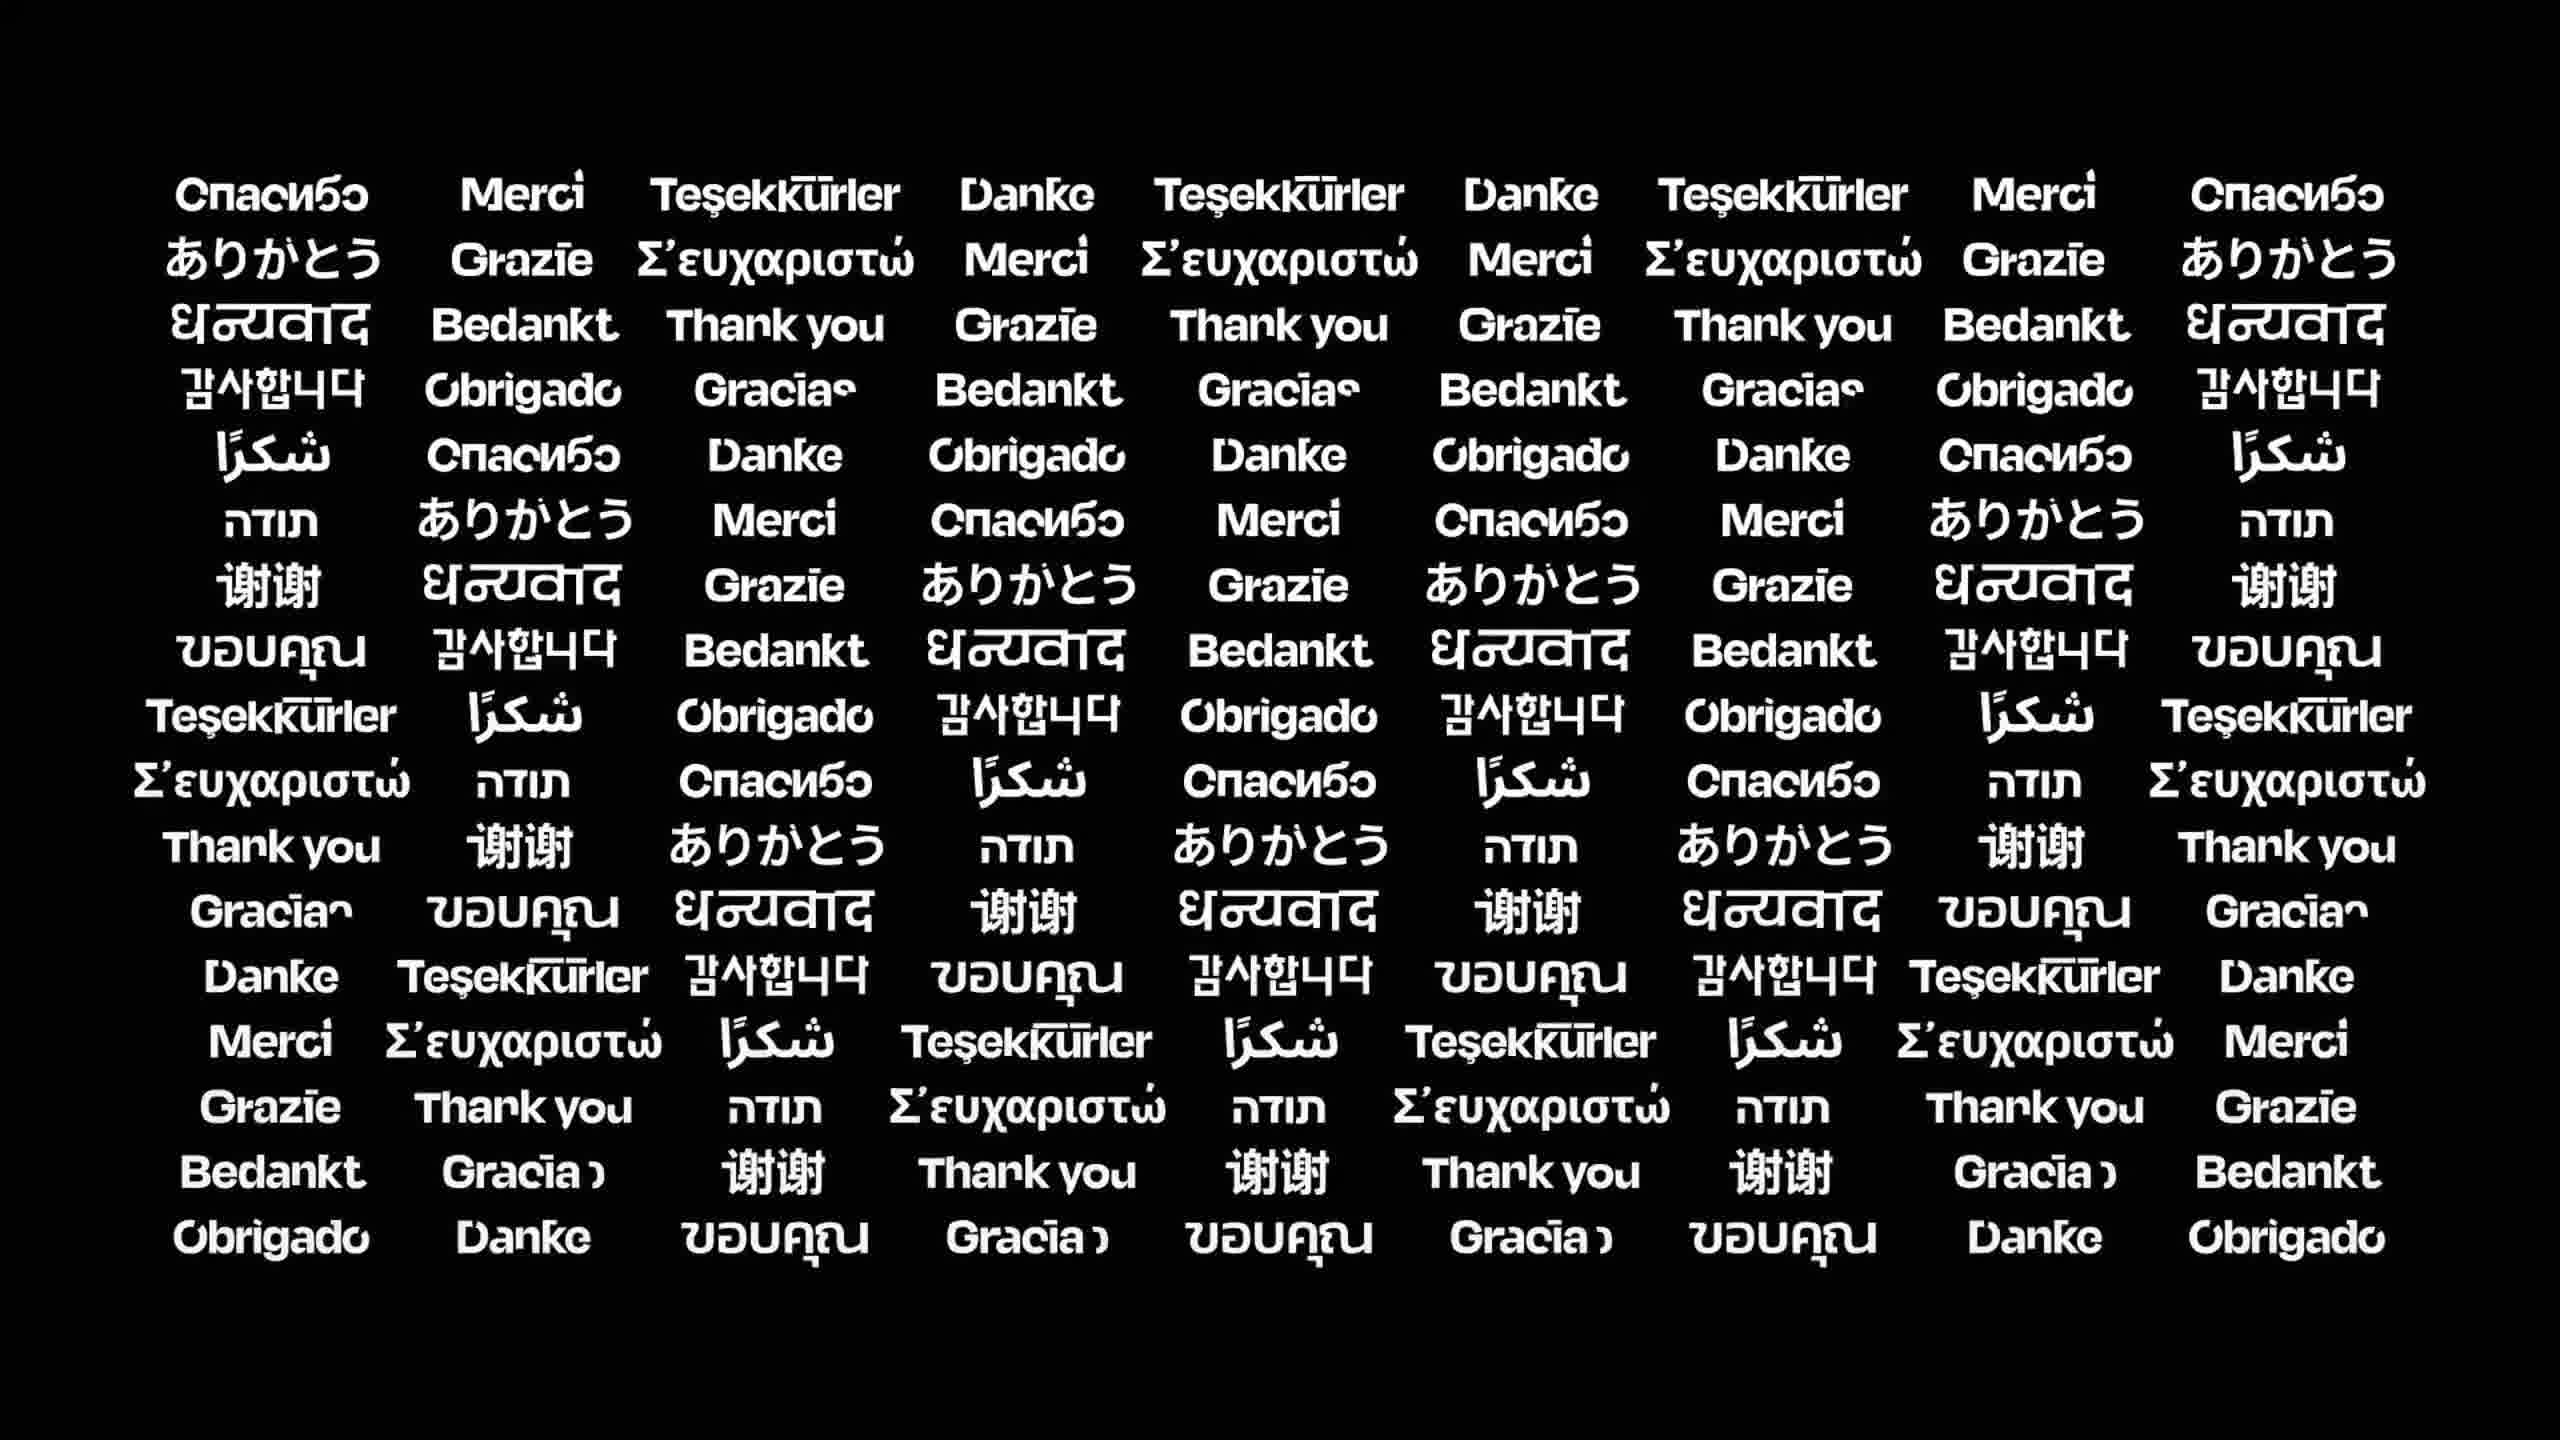 Спасибо Merci Teşekkürler Danke Teşekkürler Danke Teşekkürler Merci Спасибо
ありがとう Grazie Σ'ευχαριστώ Merci Σ'ευχαριστώ Merci Σ'ευχαριστώ Grazie ありがとう
धन्यवाद Bedankt Thank you Grazie Thank you Grazie Thank you Bedankt धन्यवाद
감사합니다 Obrigado Gracias Bedankt Gracias Bedankt Gracias Obrigado 감사합니다
شكرًا Спасибо Danke Obrigado Danke Obrigado Danke Спасибо شكرًا
תודה ありがとう Merci Спасибо Merci Спасибо Merci ありがとう תודה
谢谢 धन्यवाद Grazie ありがとう Grazie ありがとう Grazie धन्यवाद 谢谢
ขอบคุณ 감사합니다 Bedankt धन्यवाद Bedankt धन्यवाद Bedankt 감사합니다 ขอบคุณ
Teşekkürler شكرًا Obrigado 감사합니다 Obrigado 감사합니다 Obrigado شكرًا Teşekkürler
Σ'ευχαριστώ תודה Спасибо شكرًا Спасибо شكرًا Спасибо תודה Σ'ευχαριστώ
Thank you 谢谢 ありがとう תודה ありがとう תודה ありがとう 谢谢 Thank you
Gracias ขอบคุณ धन्यवाद 谢谢 धन्यवाद 谢谢 धन्यवाद ขอบคุณ Gracias
Danke Teşekkürler 감사합니다 ขอบคุณ 감사합니다 ขอบคุณ 감사합니다 Teşekkürler Danke
Merci Σ'ευχαριστώ شكرًا Teşekkürler شكرًا Teşekkürler شكرًا Σ'ευχαριστώ Merci
Grazie Thank you תודה Σ'ευχαριστώ תודה Σ'ευχαριστώ תודה Thank you Grazie
Bedankt Gracias 谢谢 Thank you 谢谢 Thank you 谢谢 Gracias Bedankt
Obrigado Danke ขอบคุณ Gracias ขอบคุณ Gracias ขอบคุณ Danke Obrigado